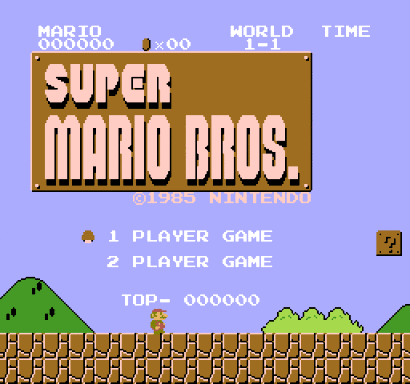 MARIO WORLD TIME
000000 ×00 1-1
SUPER
MARIO BROS.
©1985 NINTENDO
1 PLAYER GAME
?
2 PLAYER GAME
TOP- 000000